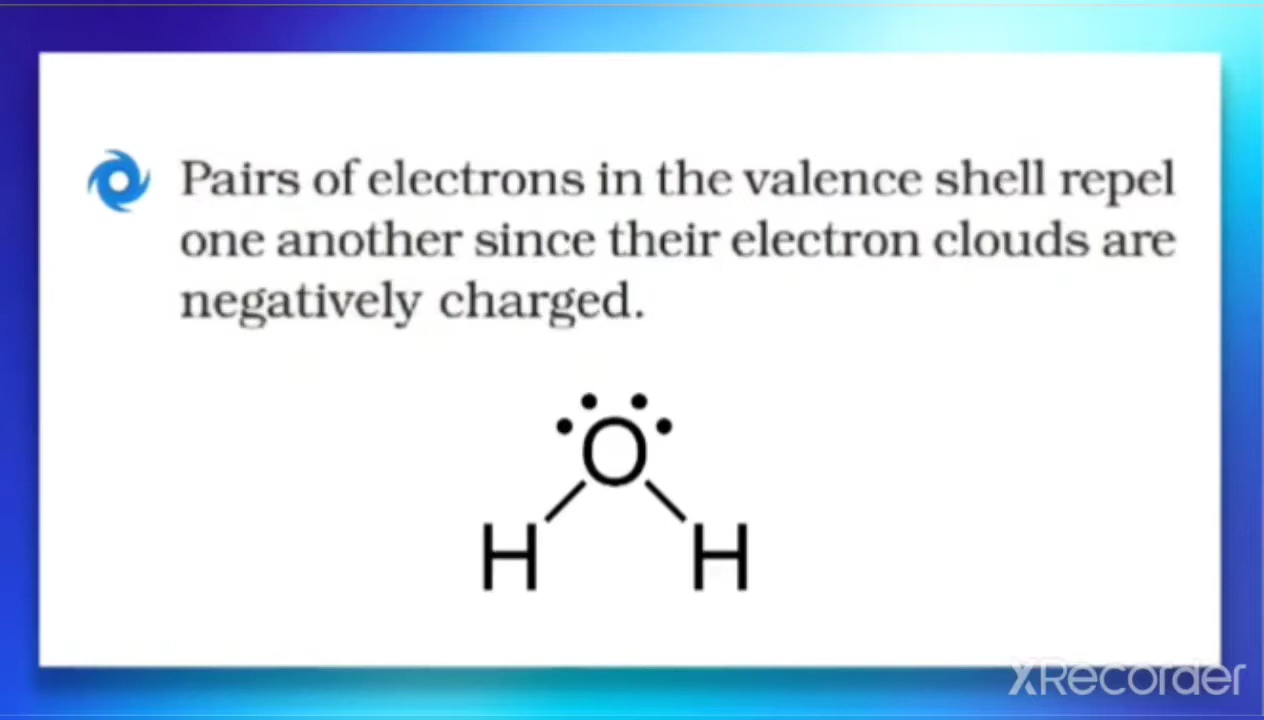 Pairs of electrons in the valence shell repel
one another since their electron clouds are
negatively charged.
O
H H
XRecorder